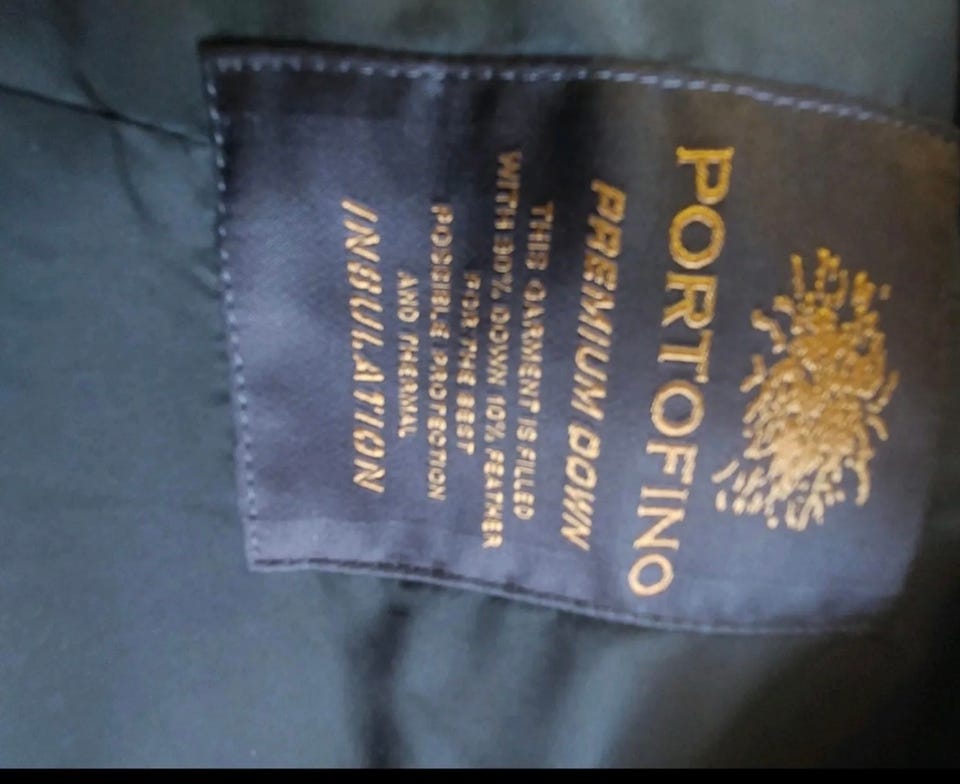 PORTOFINO
PREMIUM DOWN
THIS GARMENT IS FILLED
WITH 90% DOWN 10% FEATHER
FOR THE BEST
POSSIBLE PROTECTION
AND THERMAL
INSULATION